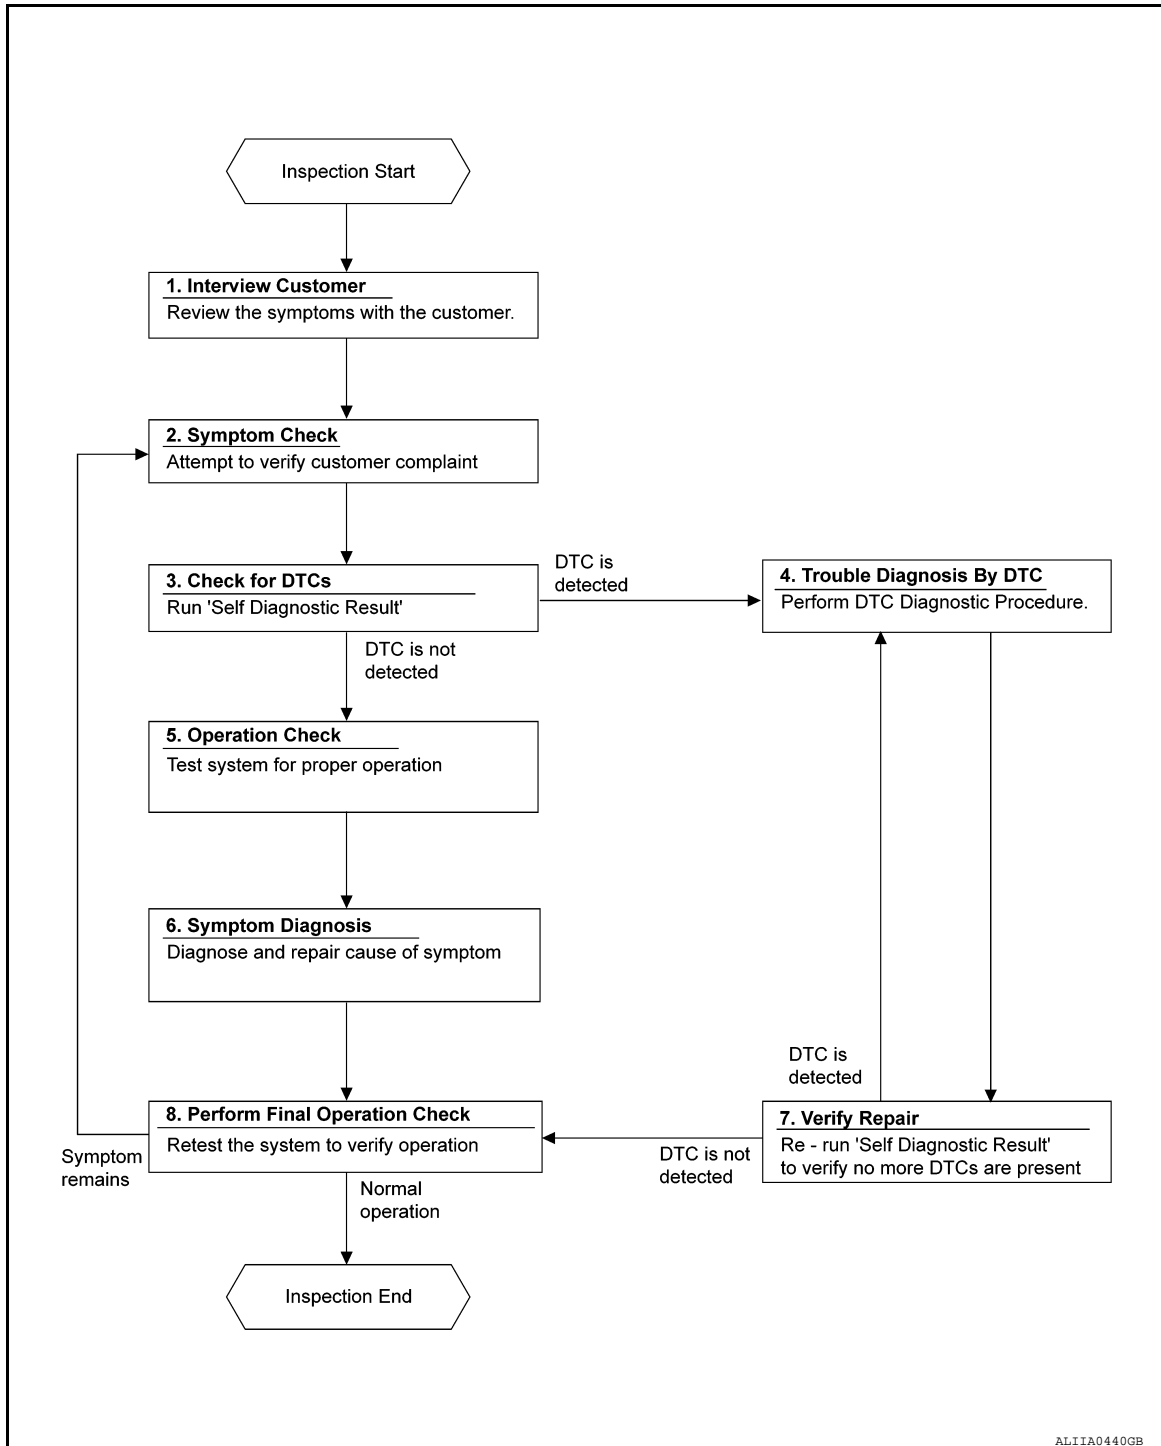 Inspection Start
1. Interview Customer
Review the symptoms with the customer.
2. Symptom Check
Attempt to verify customer complaint
3. Check for DTCs
Run 'Self Diagnostic Result'
DTC is
detected
4. Trouble Diagnosis By DTC
Perform DTC Diagnostic Procedure.
DTC is not
detected
5. Operation Check
Test system for proper operation
6. Symptom Diagnosis
Diagnose and repair cause of symptom
DTC is
detected
7. Verify Repair
Re - run 'Self Diagnostic Result'
to verify no more DTCs are present
DTC is not
detected
8. Perform Final Operation Check
Retest the system to verify operation
Symptom
remains
Normal
operation
Inspection End
ALIIA0440GB